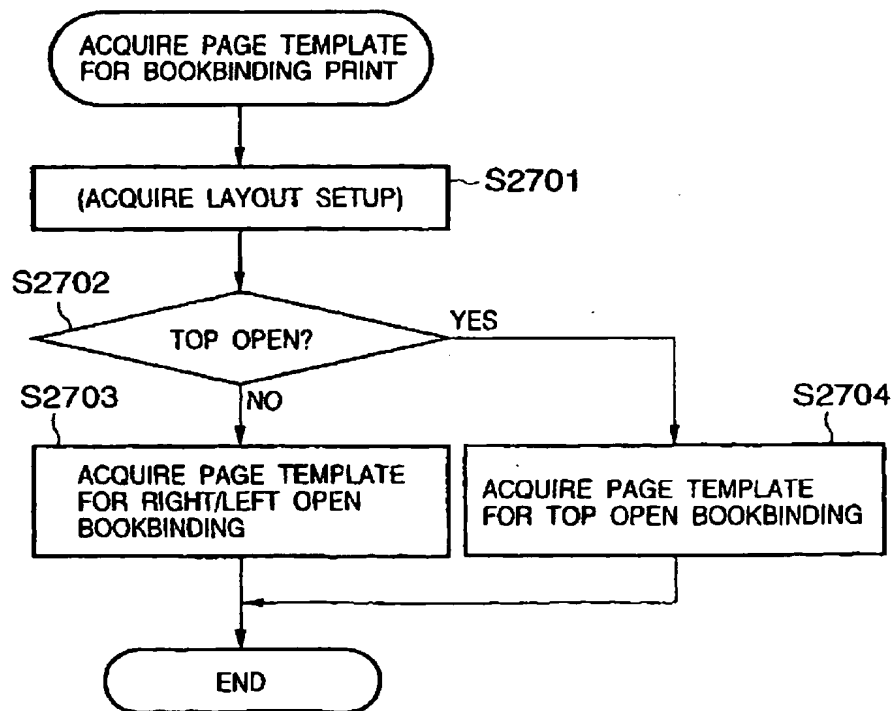 ACQUIRE PAGE TEMPLATE
FOR BOOKBINDING PRINT
(ACQUIRE LAYOUT SETUP)
S2701
S2702
TOP OPEN?
YES
NO
S2703
ACQUIRE PAGE TEMPLATE
FOR RIGHT/LEFT OPEN
BOOKBINDING
S2704
ACQUIRE PAGE TEMPLATE
FOR TOP OPEN BOOKBINDING
END